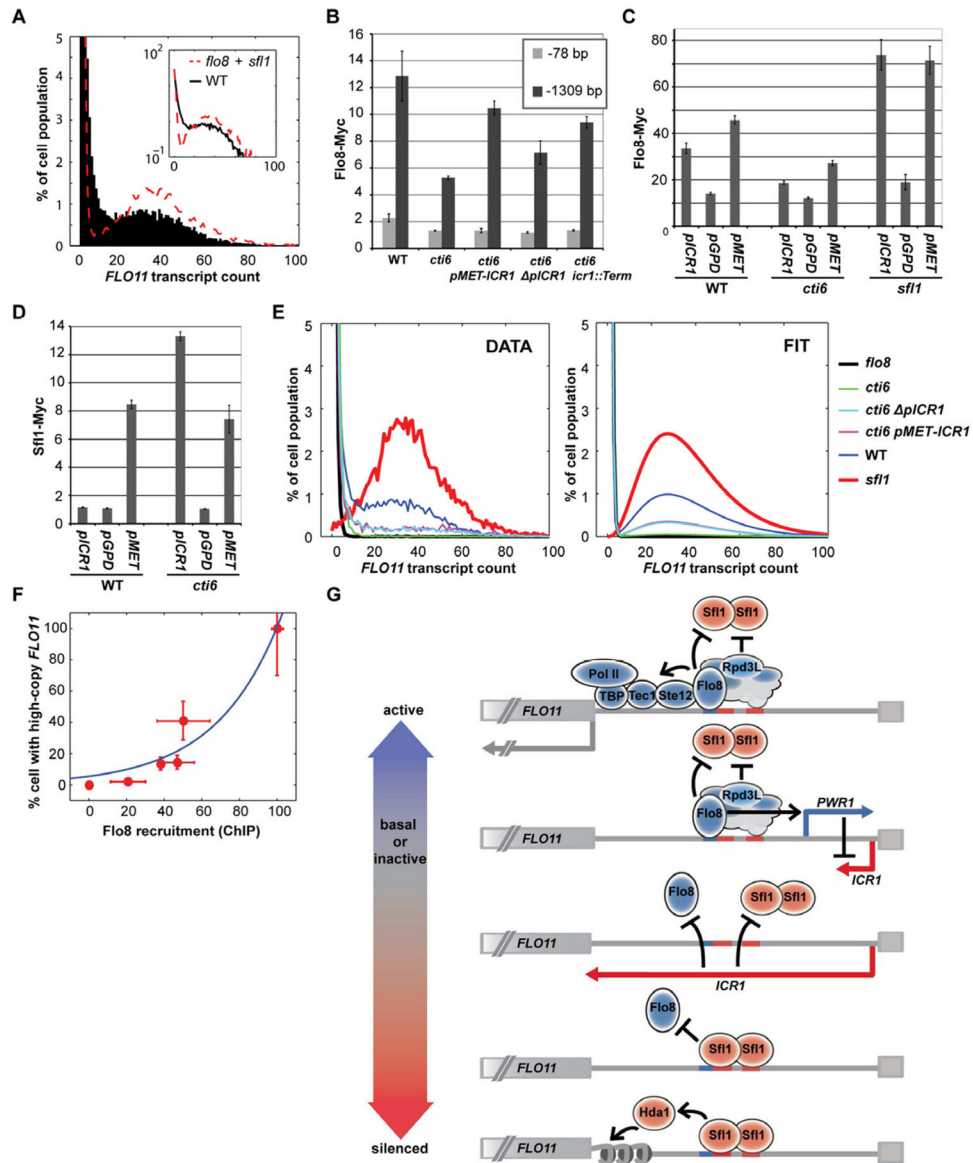 A
% of cell population
5
4
3
2
1
0
0 20 40 60 80 100
FLO11 transcript count
flo8 + sfl1
WT
10²
10¹
0
100
B
Flo8-Myc
16
14
12
10
8
6
4
2
0
-78 bp
-1309 bp
WT
cti6
cti6 pMET-ICR1
cti6 ΔpICR1
cti6 icr1::Term
C
Flo8-Myc
80
60
40
20
0
pICR1 pGPD pMET pICR1 pGPD pMET pICR1 pGPD pMET
WT cti6 sfl1
D
Sfl1-Myc
14
12
10
8
6
4
2
0
pICR1 pGPD pMET pICR1 pGPD pMET
WT cti6
E
% of cell population
5
4
3
2
1
0
0 20 40 60 80 100
FLO11 transcript count
DATA
% of cell population
5
4
3
2
1
0
0 20 40 60 80 100
FLO11 transcript count
FIT
flo8
cti6
cti6 ΔpICR1
cti6 pMET-ICR1
WT
sfl1
F
% cell with high-copy FLO11
100
80
60
40
20
0
0 20 40 60 80 100
Flo8 recruitment (ChIP)
G
active
basal
or
inactive
silenced
Sfl1 Sfl1
Rpd3L
Pol II
TBP Tec1 Ste12 Flo8
FLO11
Sfl1 Sfl1
Rpd3L
Flo8
PWR1
FLO11
ICR1
Flo8
Sfl1 Sfl1
FLO11
ICR1
Flo8
Sfl1 Sfl1
FLO11
Hda1
Sfl1 Sfl1
FLO11